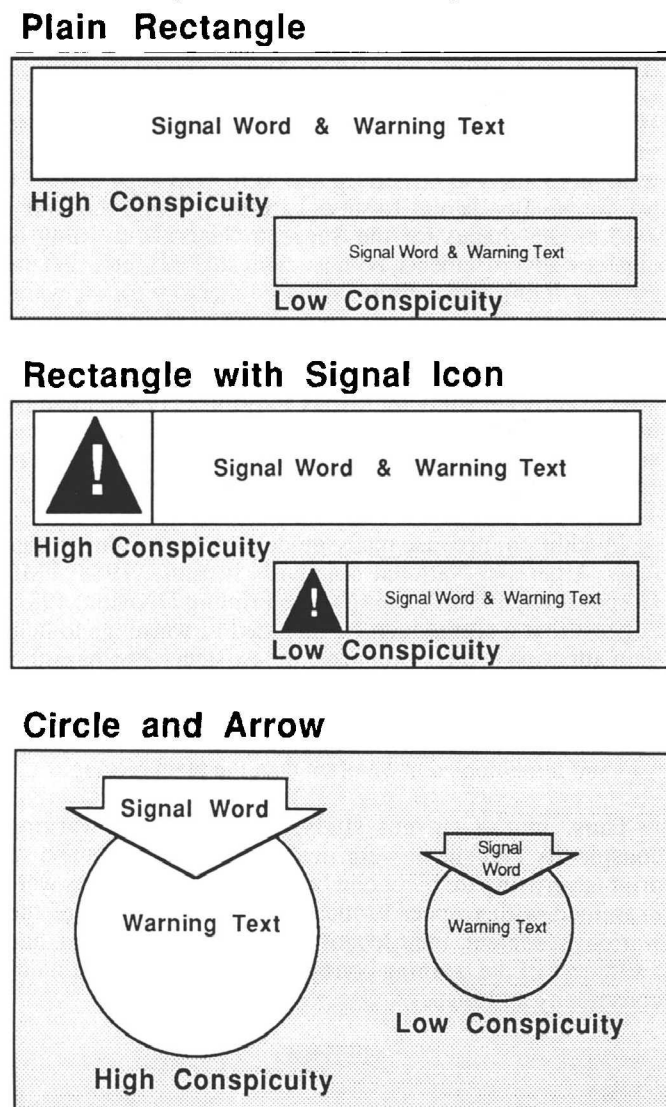 Plain Rectangle
Signal Word & Warning Text
High Conspicuity
Signal Word & Warning Text
Low Conspicuity
Rectangle with Signal Icon
!
Signal Word & Warning Text
High Conspicuity
!
Signal Word & Warning Text
Low Conspicuity
Circle and Arrow
Signal Word
Warning Text
High Conspicuity
Signal
Word
Warning Text
Low Conspicuity